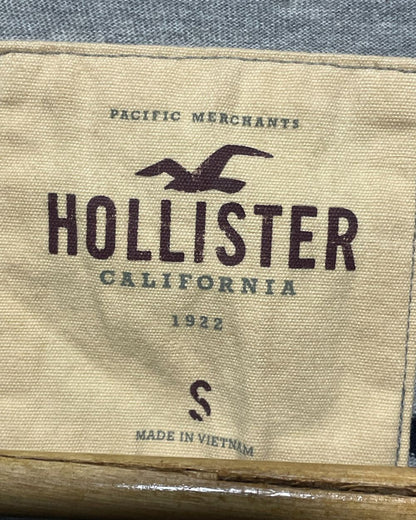 PACIFIC MERCHANTS
HOLLISTER
CALIFORNIA
1922
S
MADE IN VIETNAM